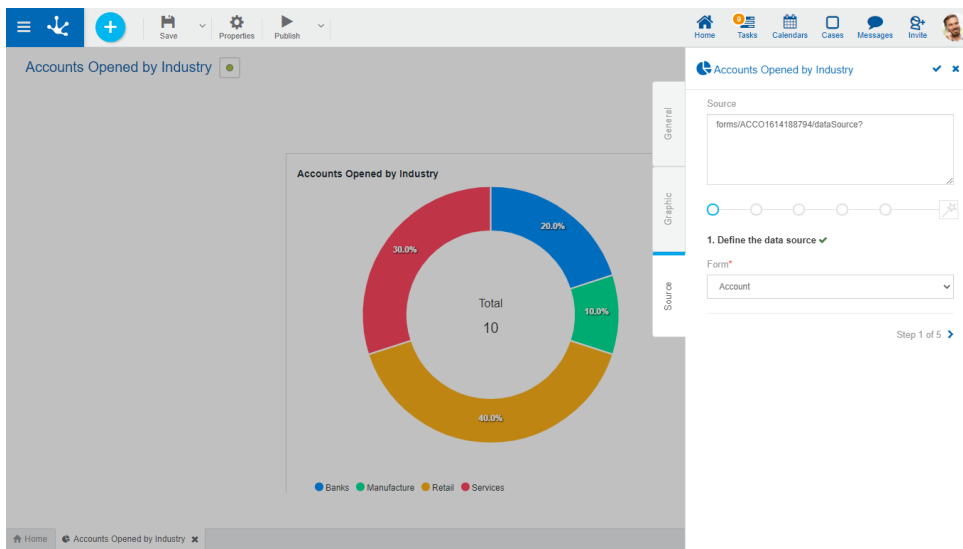 Save
Properties
Publish
Home
0
Tasks
Calendars
Cases
Messages
Invite
Accounts Opened by Industry
Accounts Opened by Industry
20.0%
30.0%
10.0%
Total
10
40.0%
Banks
Manufacture
Retail
Services
General
Graphic
Source
Accounts Opened by Industry
Source
forms/ACCO1614188794/dataSource?
1. Define the data source
Form*
Account
Step 1 of 5
Home
Accounts Opened by Industry